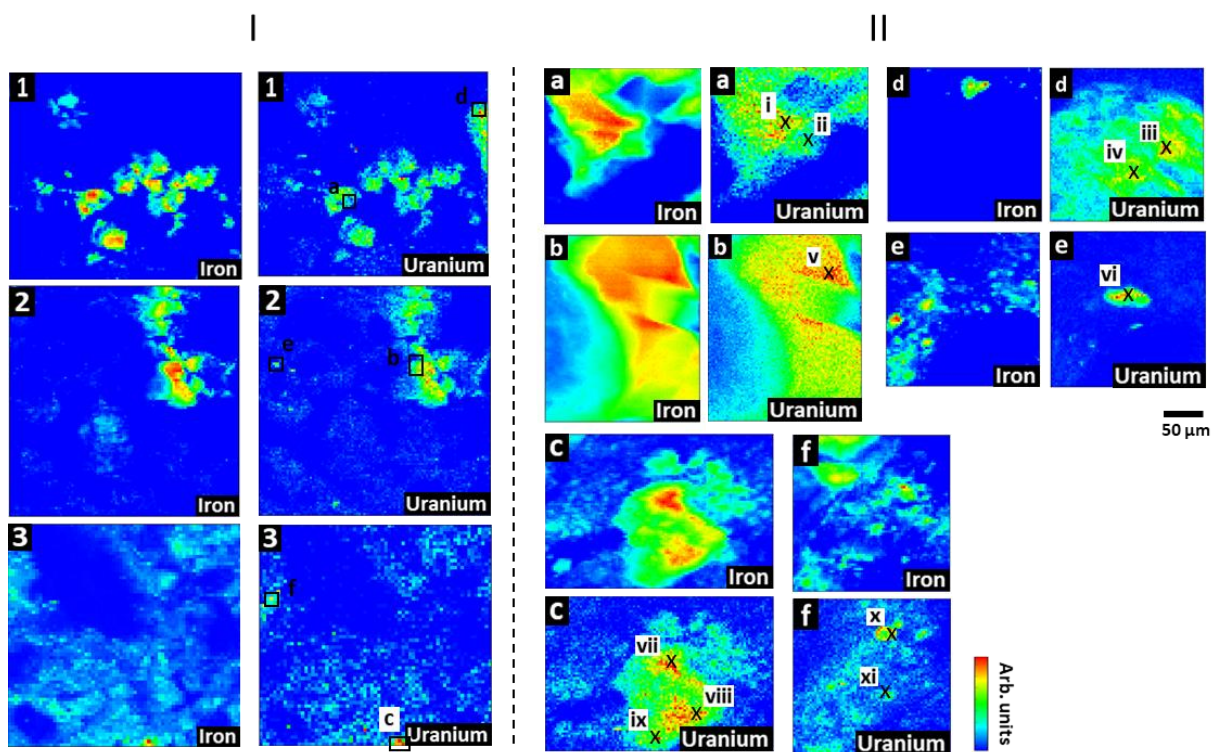 I
II
1
Iron
1
a
d
Uranium
2
Iron
2
e
b
Uranium
3
Iron
3
f
c
Uranium
a
Iron
a
i
ii
Uranium
d
Iron
d
iii
iv
Uranium
b
Iron
b
v
Uranium
e
Iron
e
vi
Uranium
50 µm
c
Iron
f
Iron
c
vii
viii
ix
Uranium
f
x
xi
Uranium
Arb. units